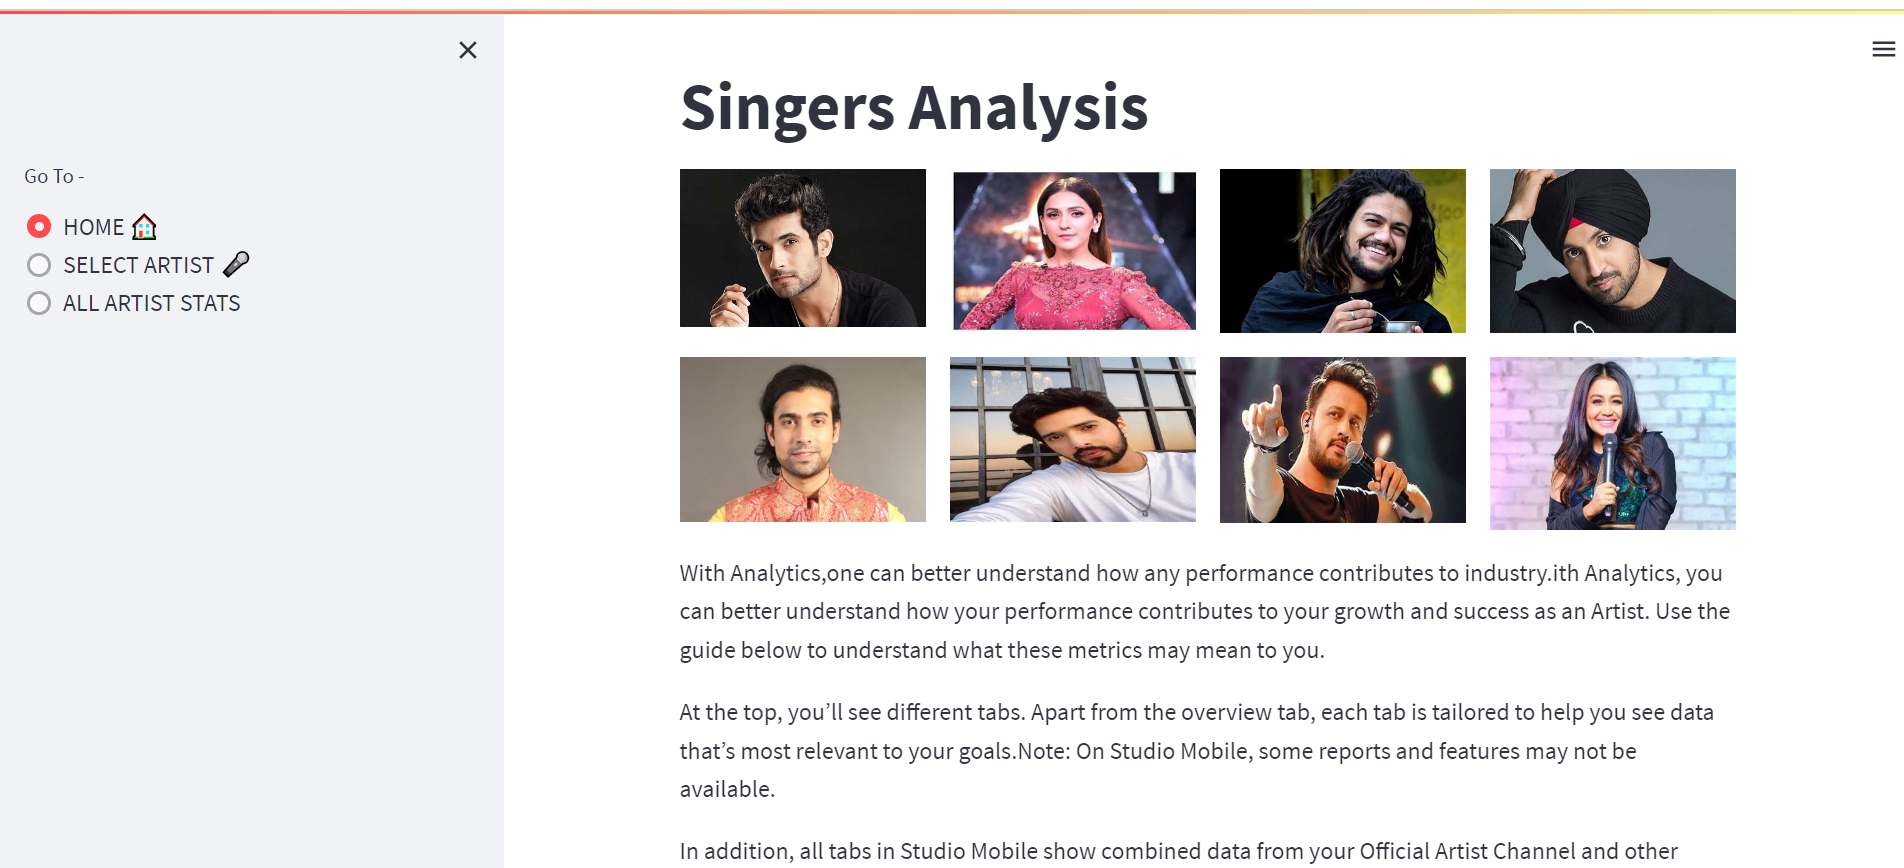 Singers Analysis
Go To -
HOME 🏠
SELECT ARTIST 🎤
ALL ARTIST STATS
With Analytics,one can better understand how any performance contributes to industry.ith Analytics, you
can better understand how your performance contributes to your growth and success as an Artist. Use the
guide below to understand what these metrics may mean to you.
At the top, you’ll see different tabs. Apart from the overview tab, each tab is tailored to help you see data
that’s most relevant to your goals.Note: On Studio Mobile, some reports and features may not be
available.
In addition, all tabs in Studio Mobile show combined data from your Official Artist Channel and other